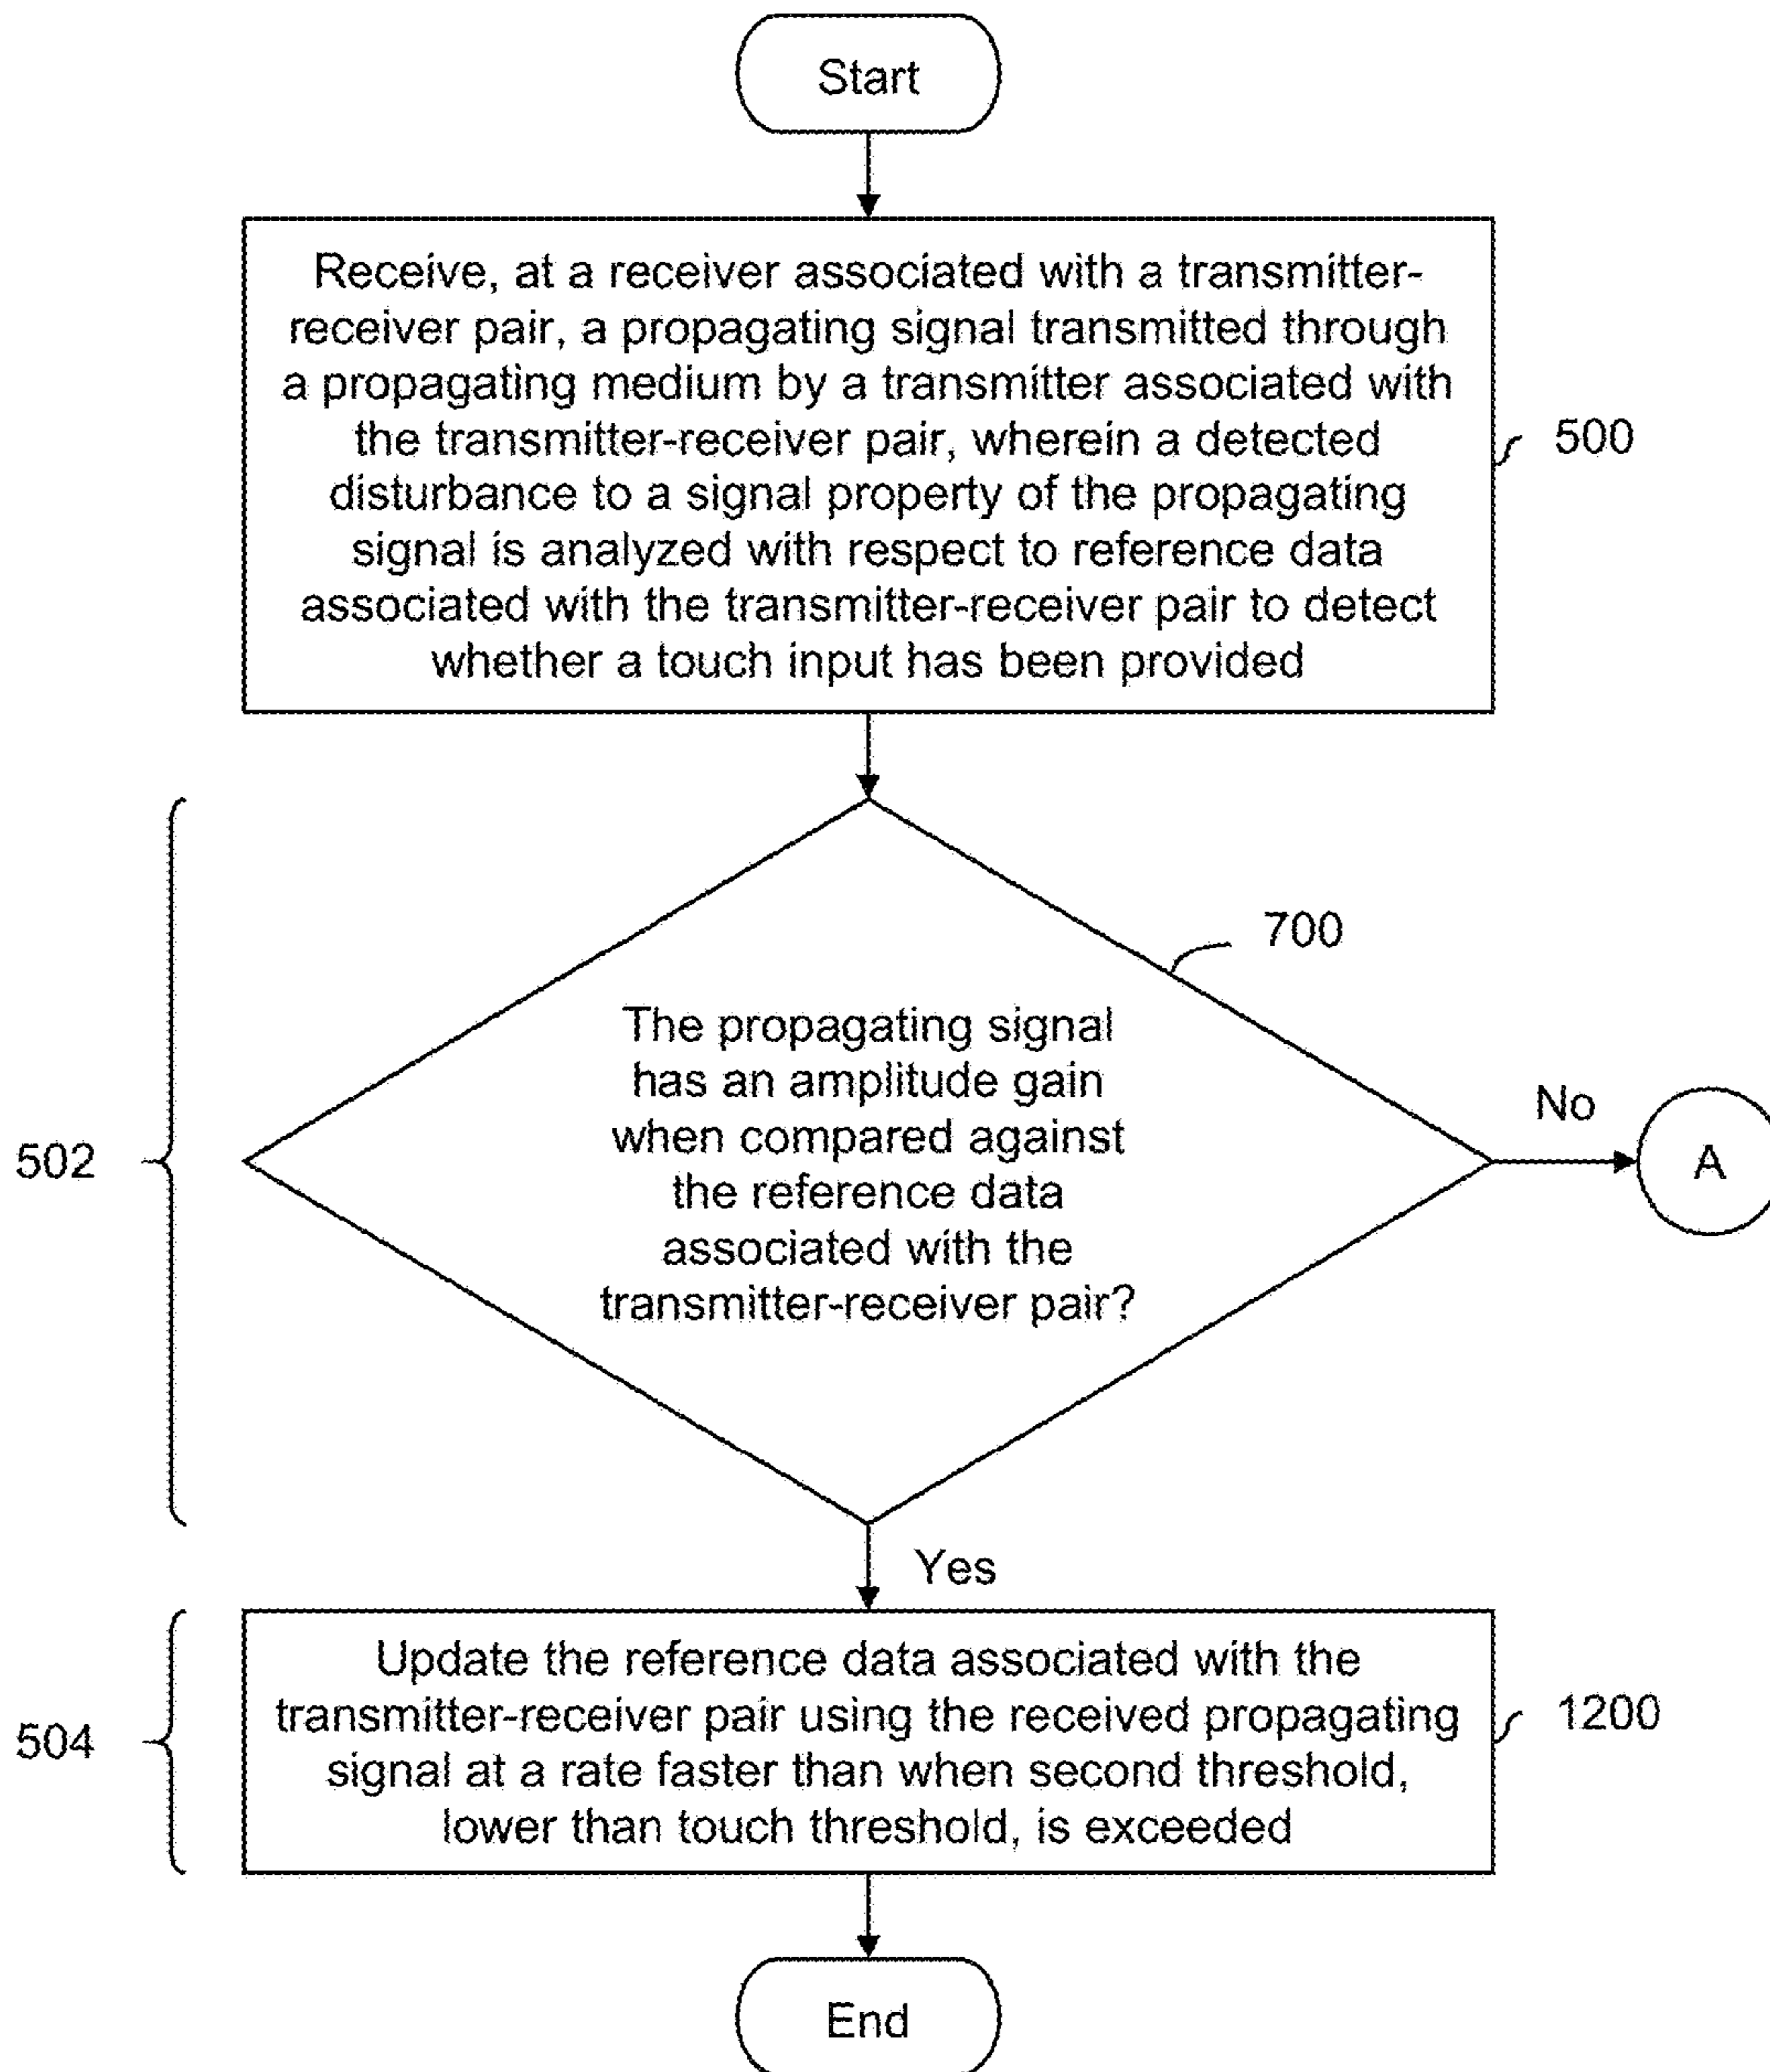 Start
Receive, at a receiver associated with a transmitter-
receiver pair, a propagating signal transmitted through
a propagating medium by a transmitter associated with
the transmitter-receiver pair, wherein a detected
disturbance to a signal property of the propagating
signal is analyzed with respect to reference data
associated with the transmitter-receiver pair to detect
whether a touch input has been provided
500
700
The propagating signal
has an amplitude gain
when compared against
the reference data
associated with the
transmitter-receiver pair?
502
No
A
Yes
Update the reference data associated with the
transmitter-receiver pair using the received propagating
signal at a rate faster than when second threshold,
lower than touch threshold, is exceeded
504
1200
End